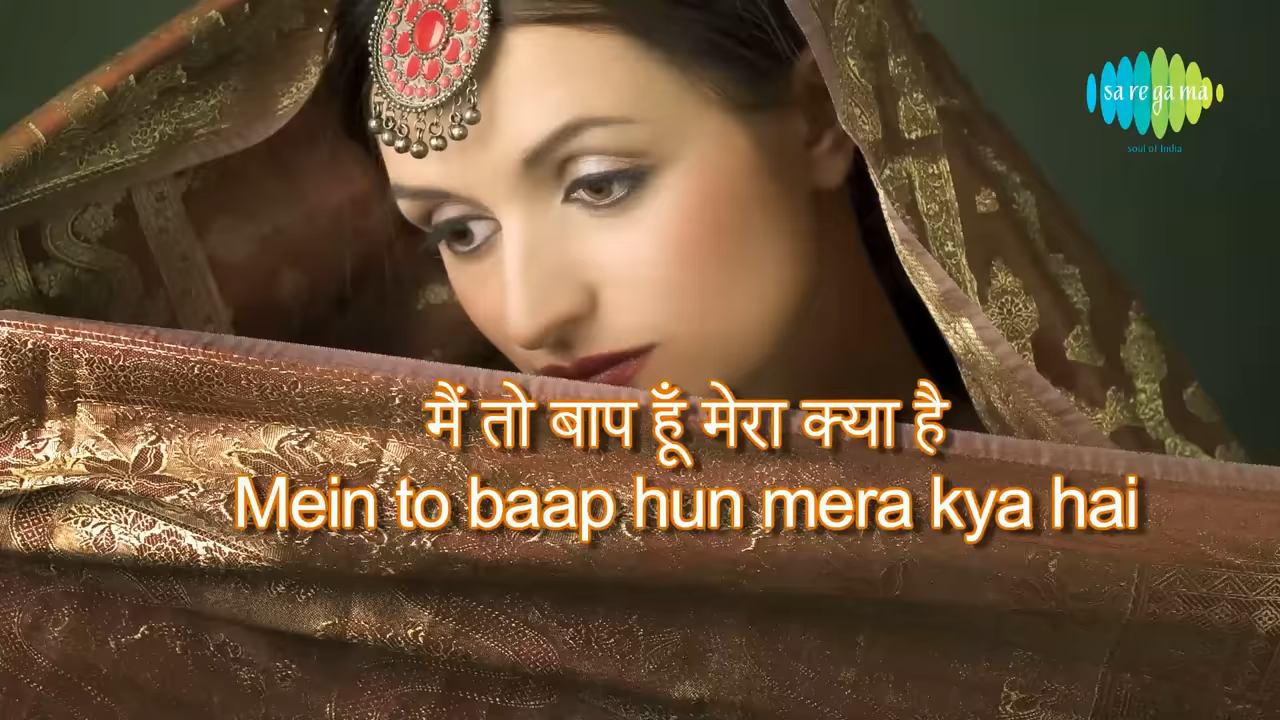 sa re ga ma
soul of India
मैं तो बाप हूँ मेरा क्या है
Mein to baap hun mera kya hai